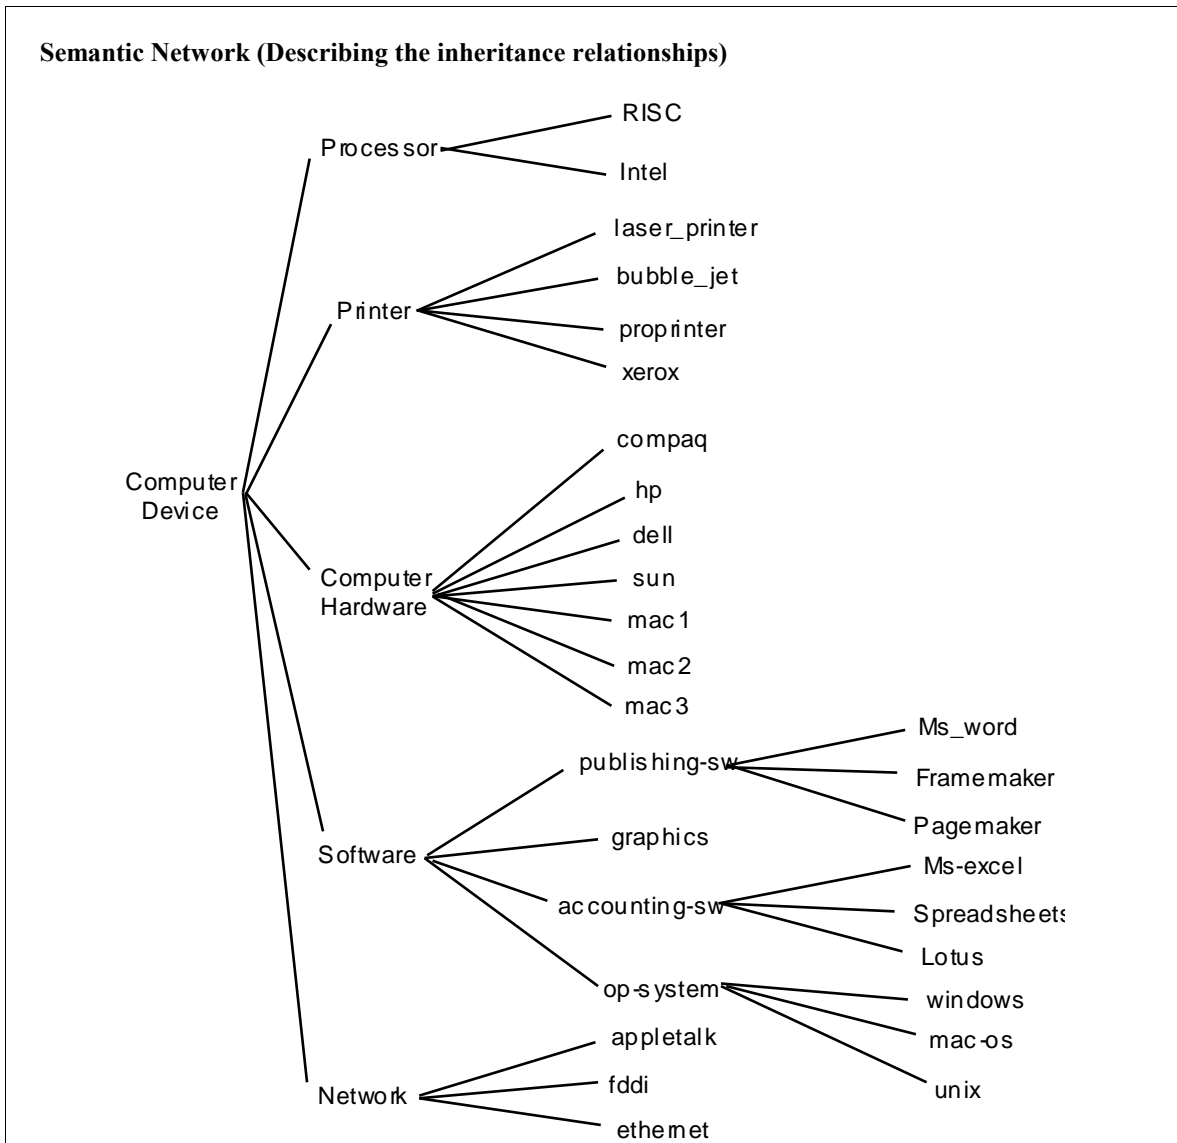 Semantic Network (Describing the inheritance relationships)
RISC
Processor
Intel
laser_printer
bubble_jet
Printer
proprinter
xerox
compaq
Computer
Device
hp
dell
Computer
Hardware
sun
mac1
mac2
mac3
Ms_word
publishing-sw
Framemaker
Pagemaker
graphics
Software
Ms-excel
accounting-sw
Spreadsheets
Lotus
op-system
windows
mac-os
unix
appletalk
Network
fddi
ethernet